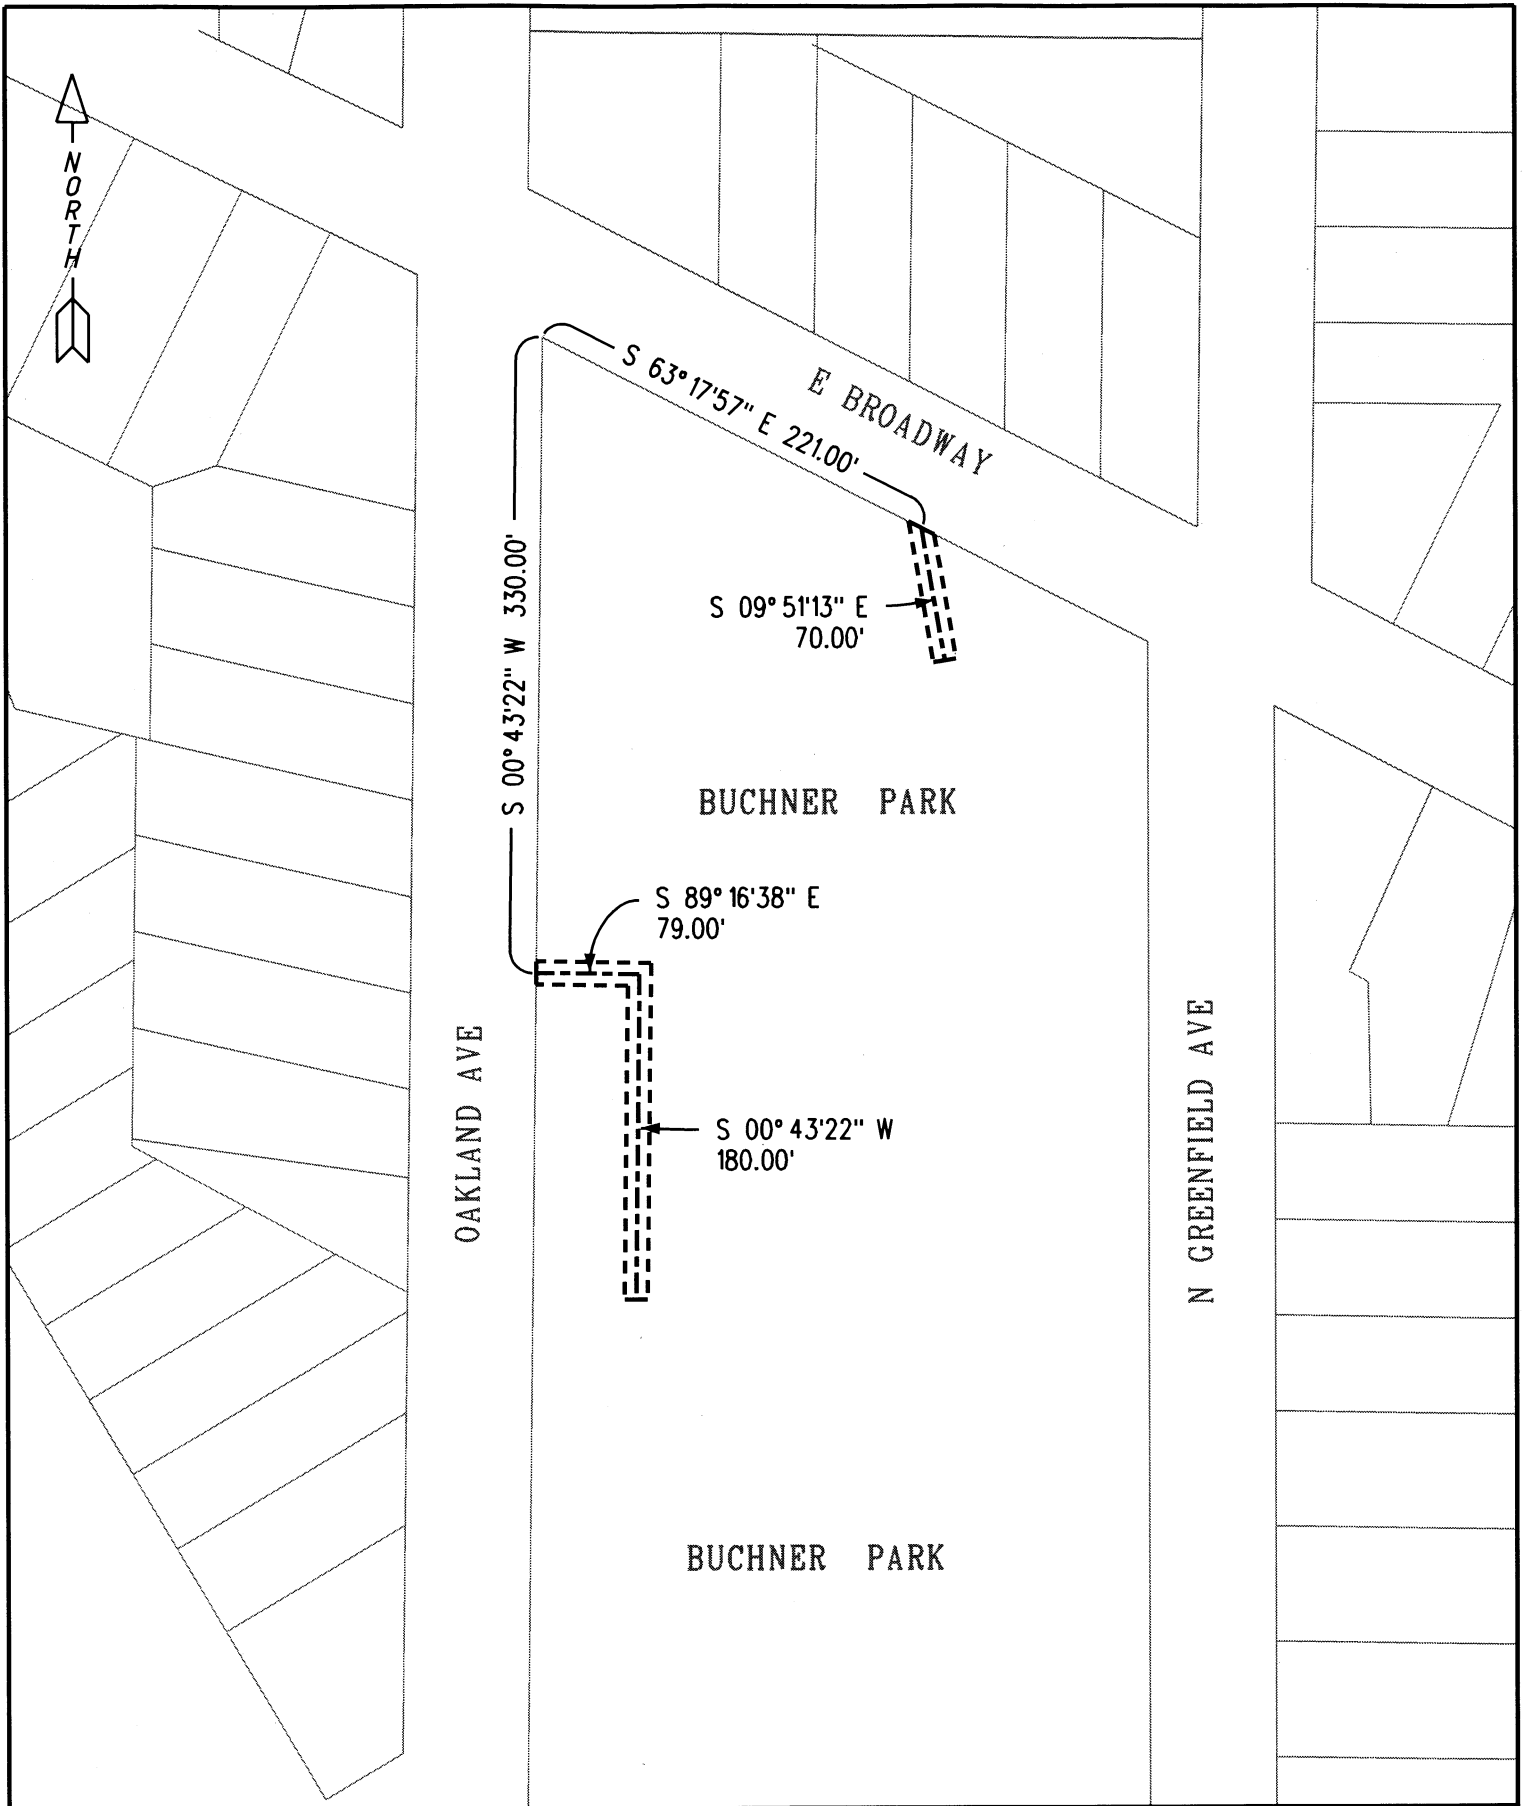 NORTH
S 63°17'57" E 221.00'
E BROADWAY
S 00°43'22" W 330.00'
S 09°51'13" E
70.00'
BUCHNER PARK
S 89°16'38" E
79.00'
OAKLAND AVE
N GREENFIELD AVE
S 00°43'22" W
180.00'
BUCHNER PARK